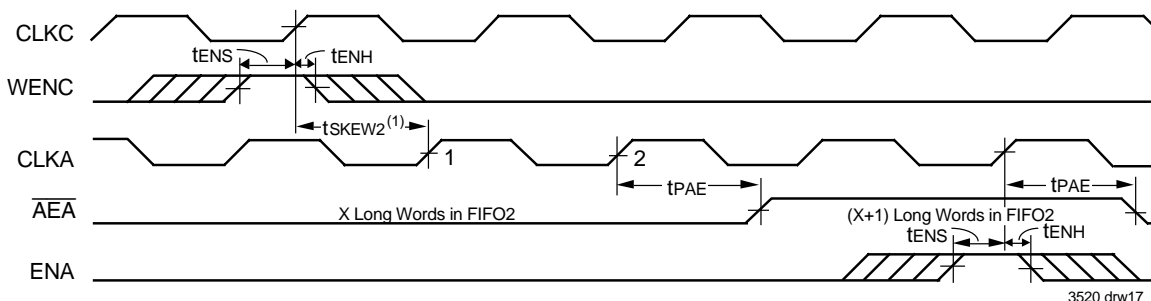 CLKC
tENS
tENH
WENC
tSKEW2(1)
CLKA
1
2
tPAE
tPAE
AEA
X Long Words in FIFO2
(X+1) Long Words in FIFO2
tENS
tENH
ENA
3520 drw17